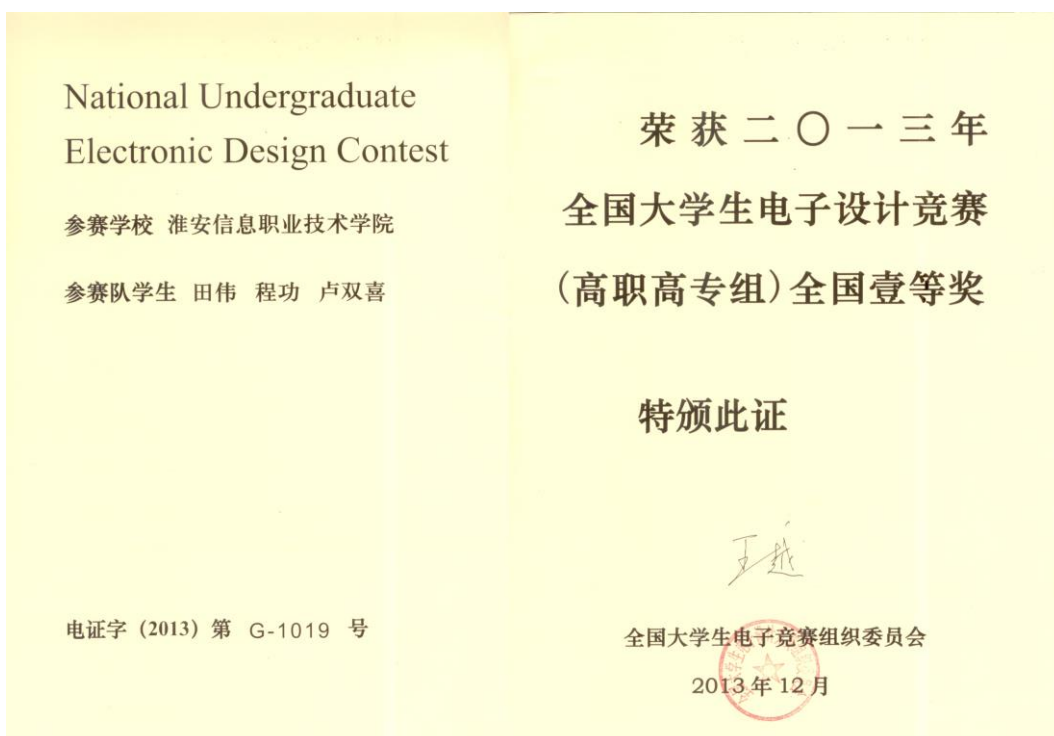 National Undergraduate
Electronic Design Contest
参赛学校 淮安信息职业技术学院
参赛队学生 田伟 程功 卢双喜
电证字（2013）第 G-1019 号
荣获二〇一三年
全国大学生电子设计竞赛
（高职高专组）全国壹等奖
特颁此证
王越
全国大学生电子竞赛组织委员会
2013年12月